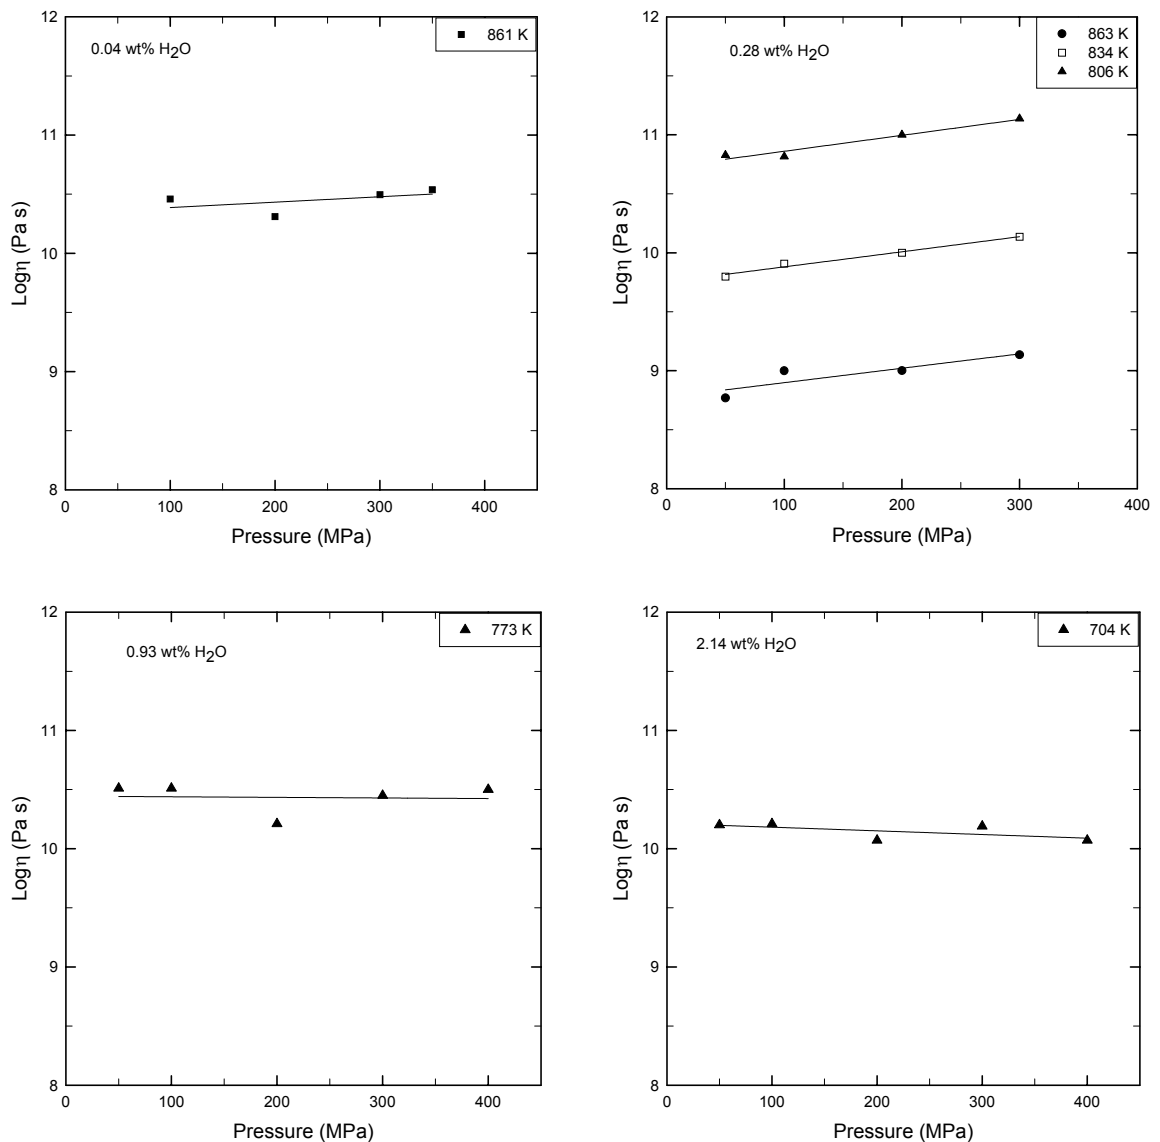 0.04 wt% H2O
861 K
12
11
10
9
8
0
100
200
300
400
Logη (Pa s)
Pressure (MPa)
0.28 wt% H2O
863 K
834 K
806 K
12
11
10
9
8
0
100
200
300
400
Logη (Pa s)
Pressure (MPa)
0.93 wt% H2O
773 K
12
11
10
9
8
0
100
200
300
400
Logη (Pa s)
Pressure (MPa)
2.14 wt% H2O
704 K
12
11
10
9
8
0
100
200
300
400
Logη (Pa s)
Pressure (MPa)